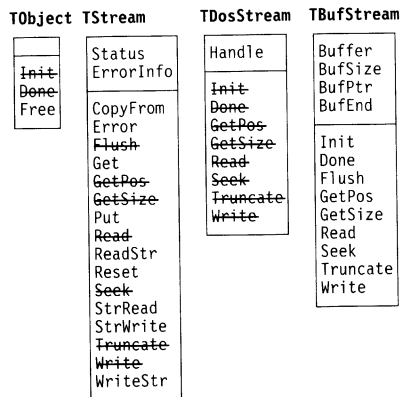 TObject
Init
Done
Free
TStream
Status
ErrorInfo
CopyFrom
Error
Flush
Get
GetPos
GetSize
Put
Read
ReadStr
Reset
Seek
StrRead
StrWrite
Truncate
Write
WriteStr
TDosStream
Handle
Init
Done
GetPos
GetSize
Read
Seek
Truncate
Write
TBufStream
Buffer
BufSize
BufPtr
BufEnd
Init
Done
Flush
GetPos
GetSize
Read
Seek
Truncate
Write